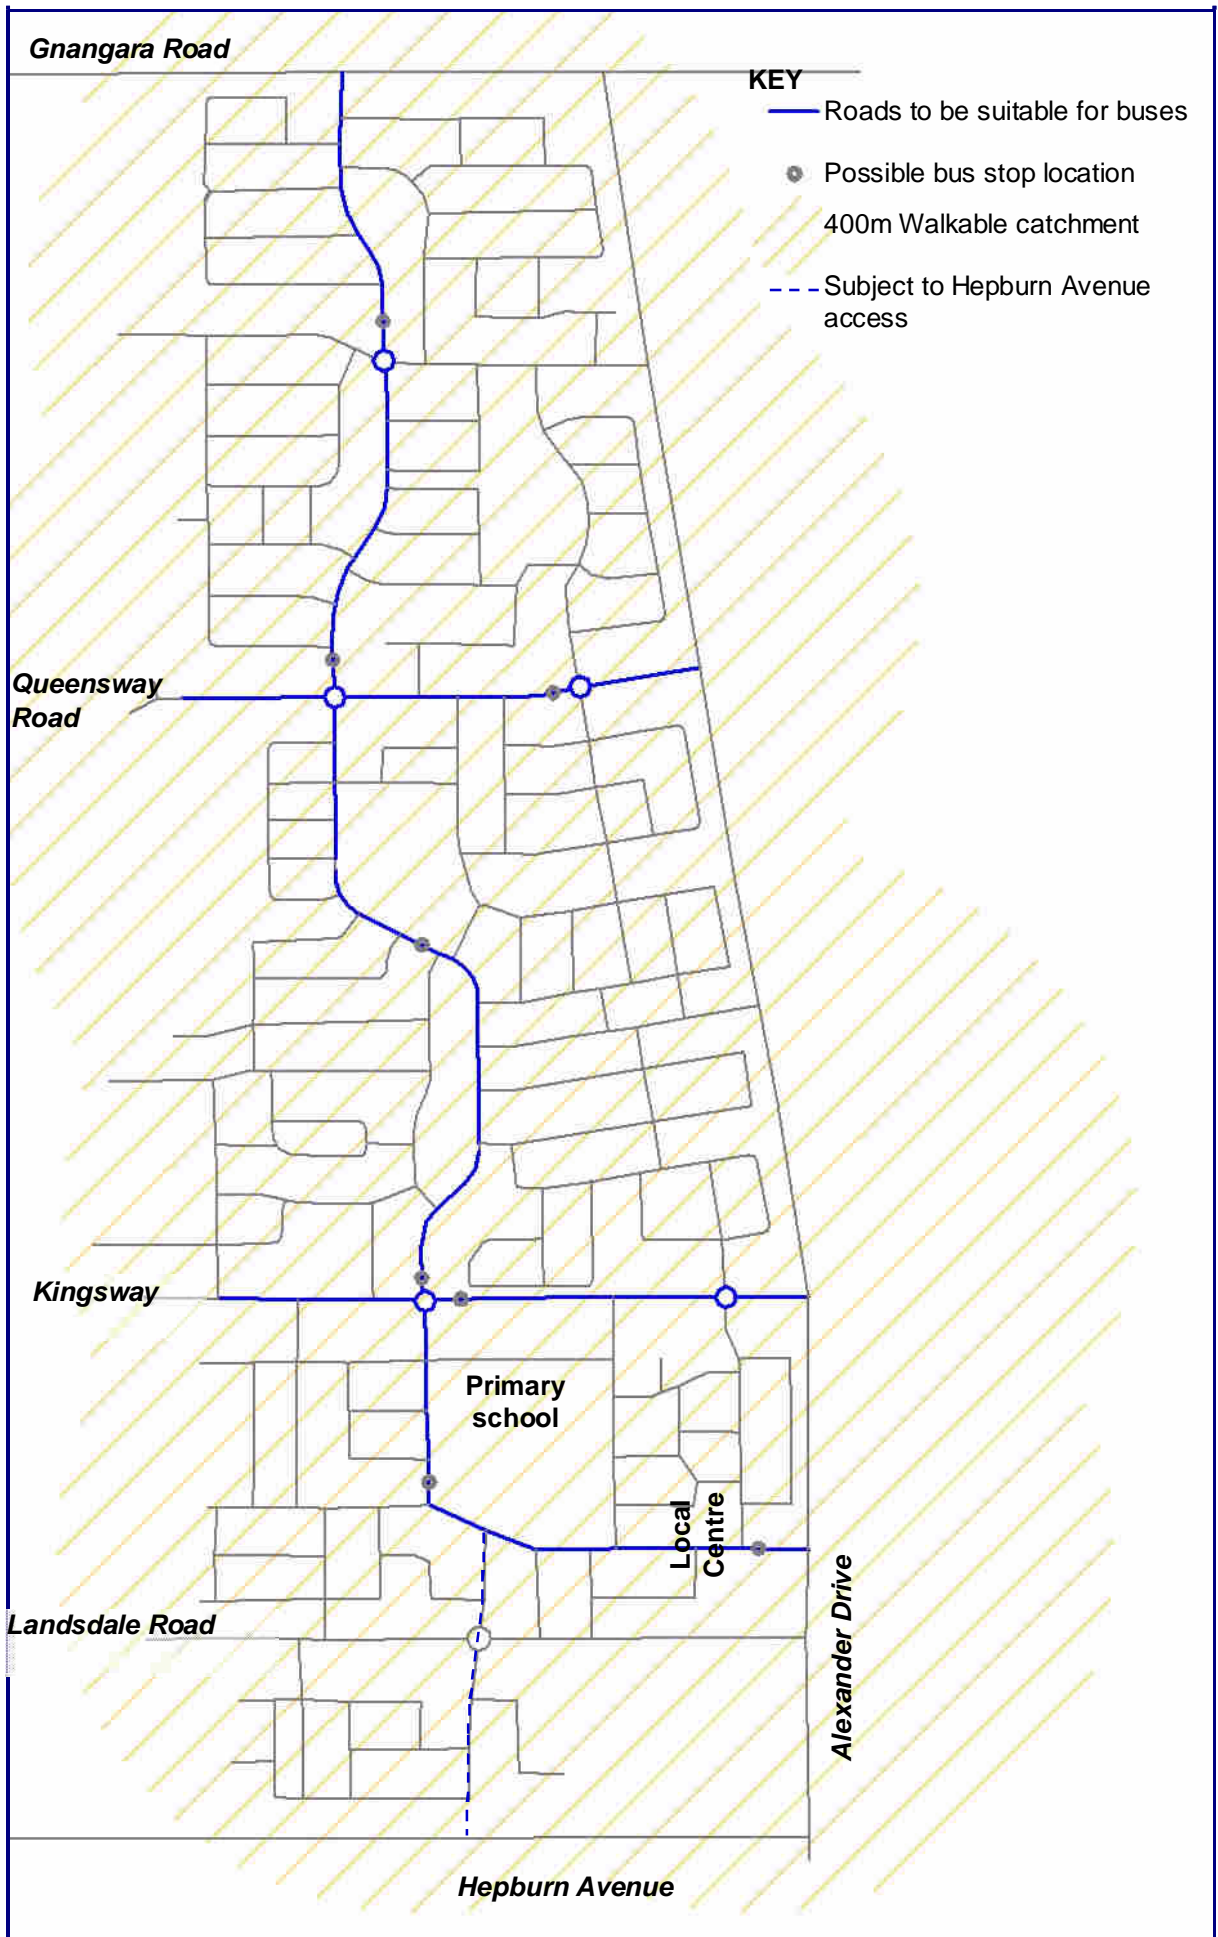 Gnangara Road
KEY
Roads to be suitable for buses
Possible bus stop location
400m Walkable catchment
Subject to Hepburn Avenue
access
Queensway
Road
Kingsway
Primary
school
Local
Centre
Landsdale Road
Alexander Drive
Hepburn Avenue